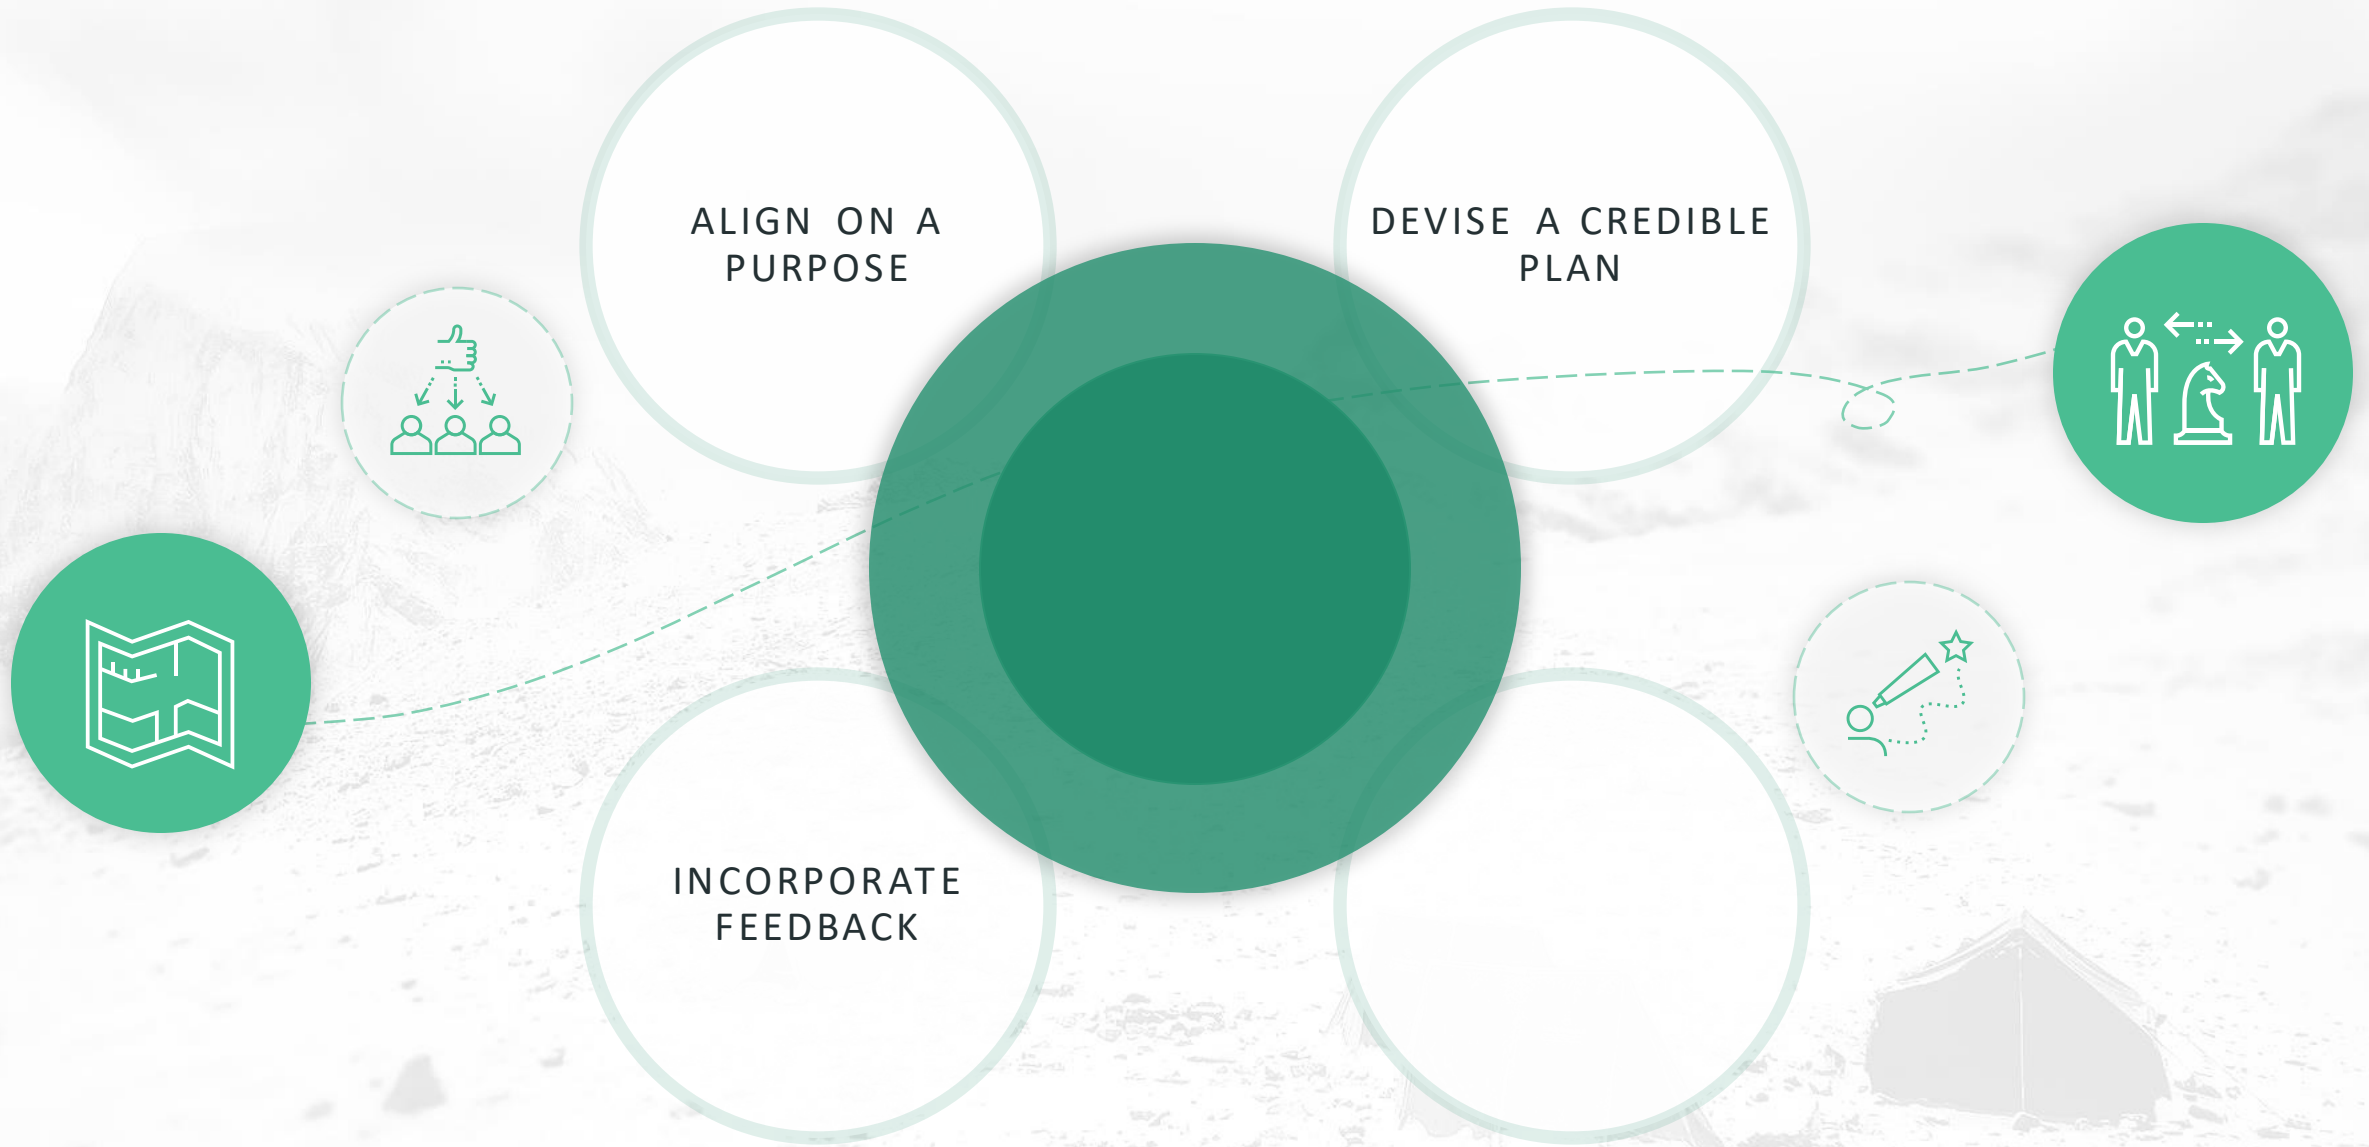 ALIGN ON A
PURPOSE
DEVISE A CREDIBLE
PLAN
INCORPORATE
FEEDBACK